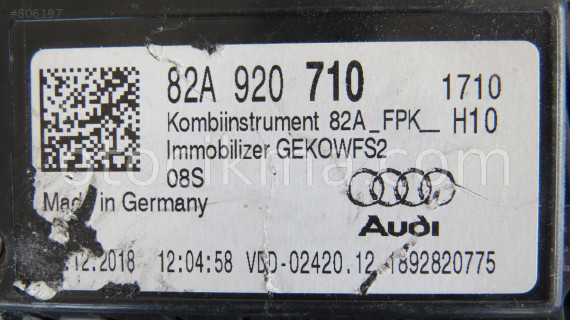 #806197
82A 920 710 1710
Kombiinstrument 82A_FPK_ H10
Immobilizer GEKOWFS2
08S
Made in Germany
Audi
.12.2018 12:04:58 VDD-02420.12 1892820775